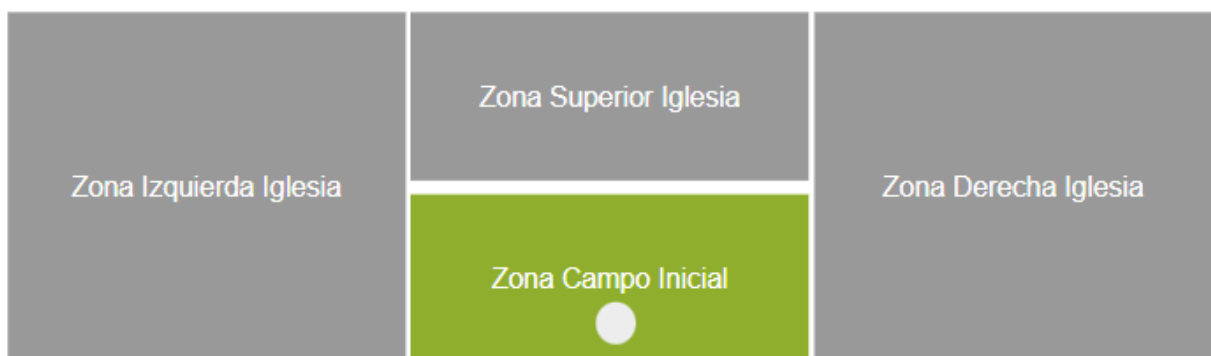 Zona Superior Iglesia
Zona Izquierda Iglesia
Zona Derecha Iglesia
Zona Campo Inicial